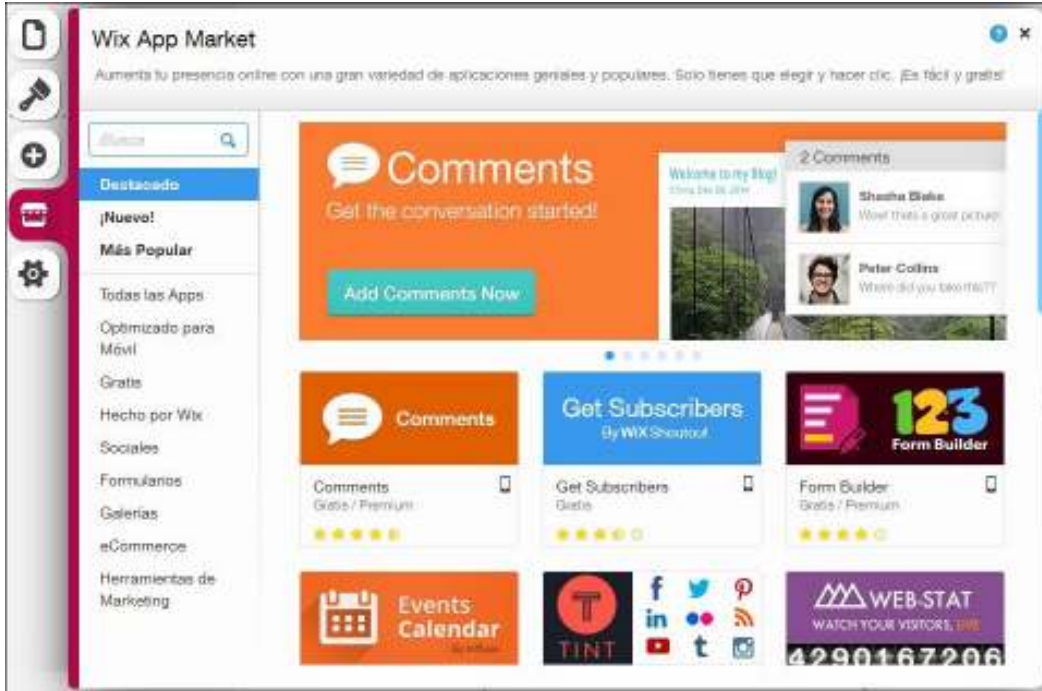 Wix App Market
Aumenta tu presencia online con una gran variedad de aplicaciones geniales y populares. Solo tienes que elegir y hacer clic. ¡Es fácil y gratis!
Busca
Destacado
¡Nuevo!
Más Popular
Todas las Apps
Optimizado para
Móvil
Gratis
Hecho por Wix
Sociales
Formularios
Galerías
eCommerce
Herramientas de
Marketing
Comments
Get the conversation started!
Add Comments Now
Welcome to my Blog!
2 Comments
Shasha Blake
Wow! thats a great picture!
Peter Collins
Where did you take this??
Comments
Comments
Gratis / Premium
Get Subscribers
By WIX Shoutout
Get Subscribers
Gratis
123
Form Builder
Form Builder
Gratis / Premium
Events
Calendar
T
TINT
WEB-STAT
WATCH YOUR VISITORS, LIVE
4290167206